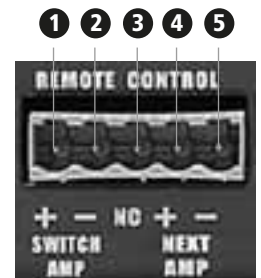 1 2 3 4 5
REMOTE CONTROL
+ - NC + -
SWITCH NEXT
AMP AMP